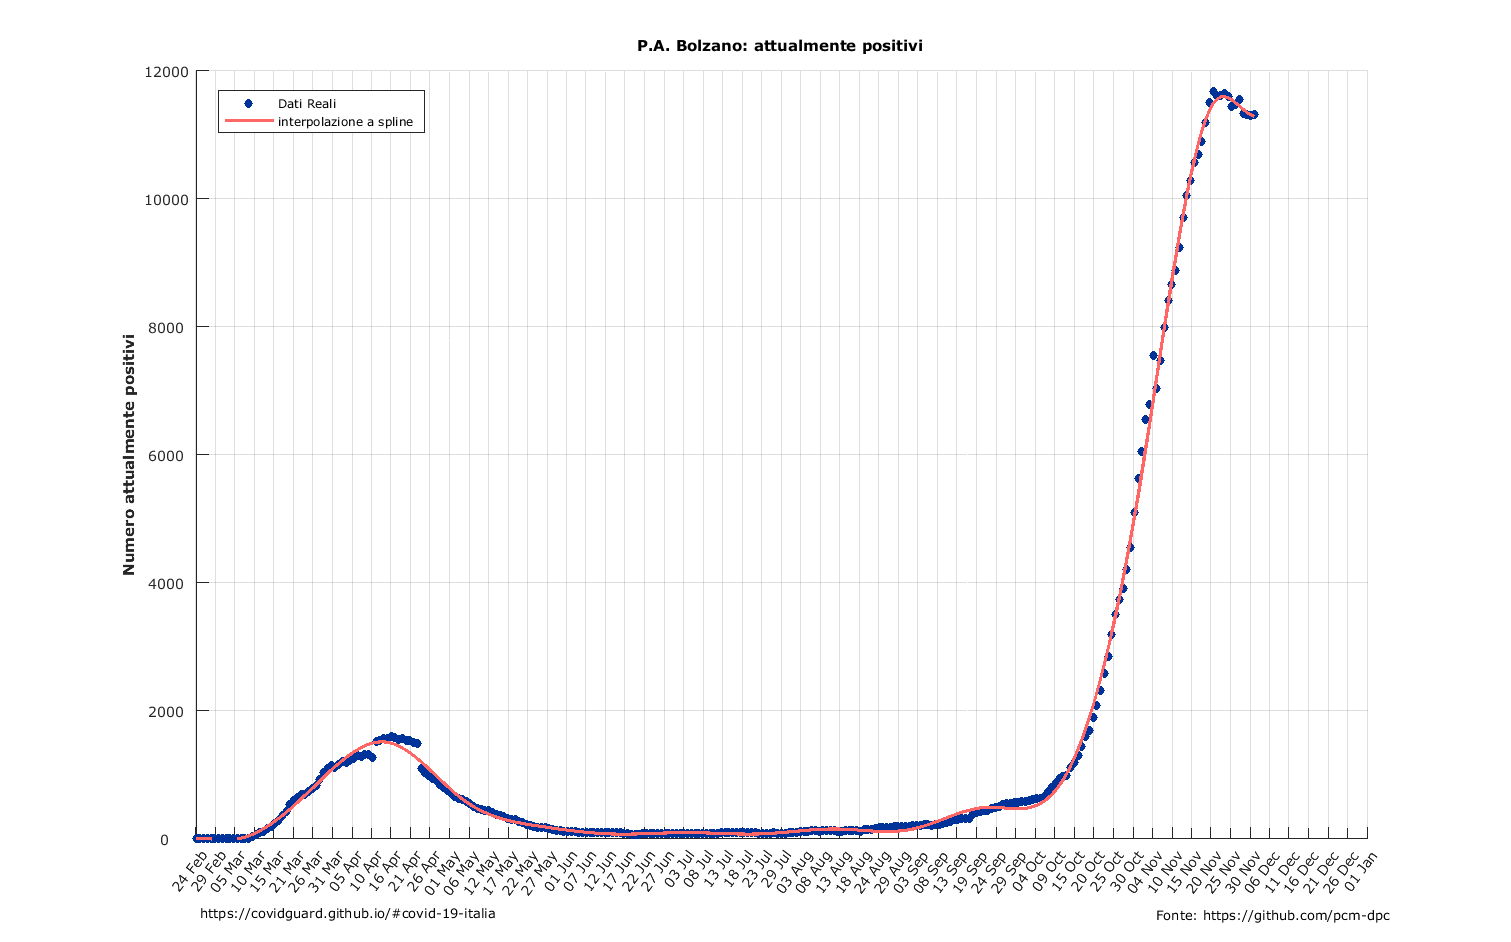 P.A. Bolzano: attualmente positivi
12000
10000
8000
6000
4000
2000
0
Dati Reali
interpolazione a spline
Numero attualmente positivi
24 Feb
29 Feb
05 Mar
10 Mar
15 Mar
21 Mar
26 Mar
31 Mar
05 Apr
10 Apr
16 Apr
21 Apr
26 Apr
01 May
06 May
12 May
17 May
22 May
27 May
01 Jun
07 Jun
12 Jun
17 Jun
22 Jun
27 Jun
03 Jul
08 Jul
13 Jul
18 Jul
23 Jul
29 Jul
03 Aug
08 Aug
13 Aug
18 Aug
24 Aug
29 Aug
03 Sep
08 Sep
13 Sep
19 Sep
24 Sep
29 Sep
04 Oct
09 Oct
15 Oct
20 Oct
25 Oct
30 Oct
04 Nov
10 Nov
15 Nov
20 Nov
25 Nov
30 Nov
06 Dec
11 Dec
16 Dec
21 Dec
26 Dec
01 Jan
https://covidguard.github.io/#covid-19-italia
Fonte: https://github.com/pcm-dpc